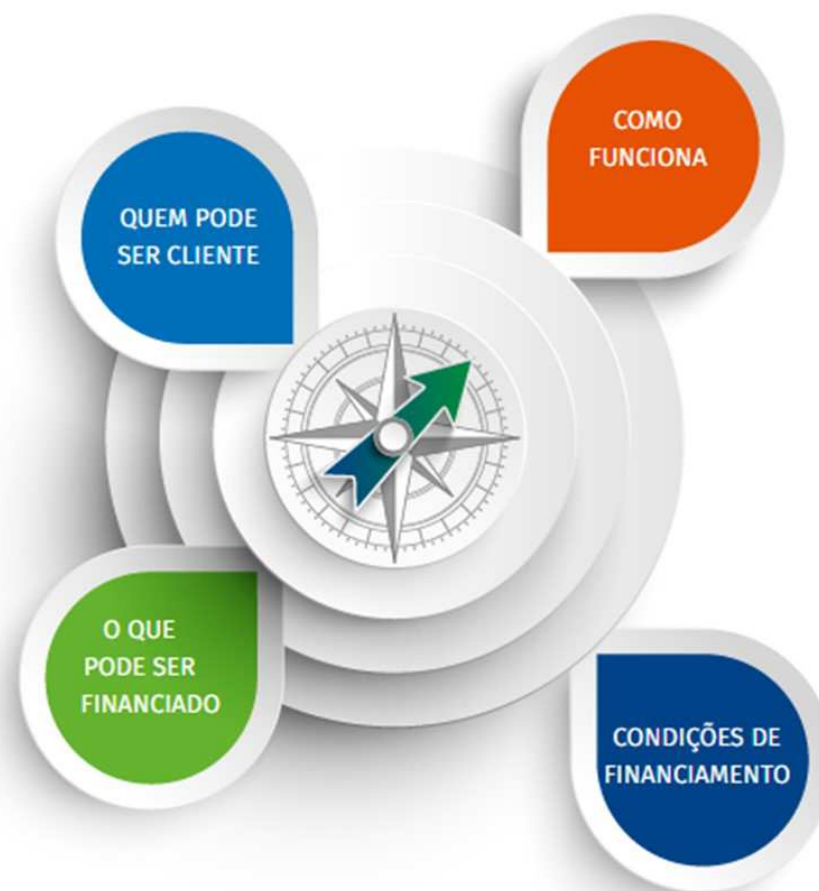 QUEM PODE
SER CLIENTE
COMO
FUNCIONA
O QUE
PODE SER
FINANCIADO
CONDIÇÕES DE
FINANCIAMENTO